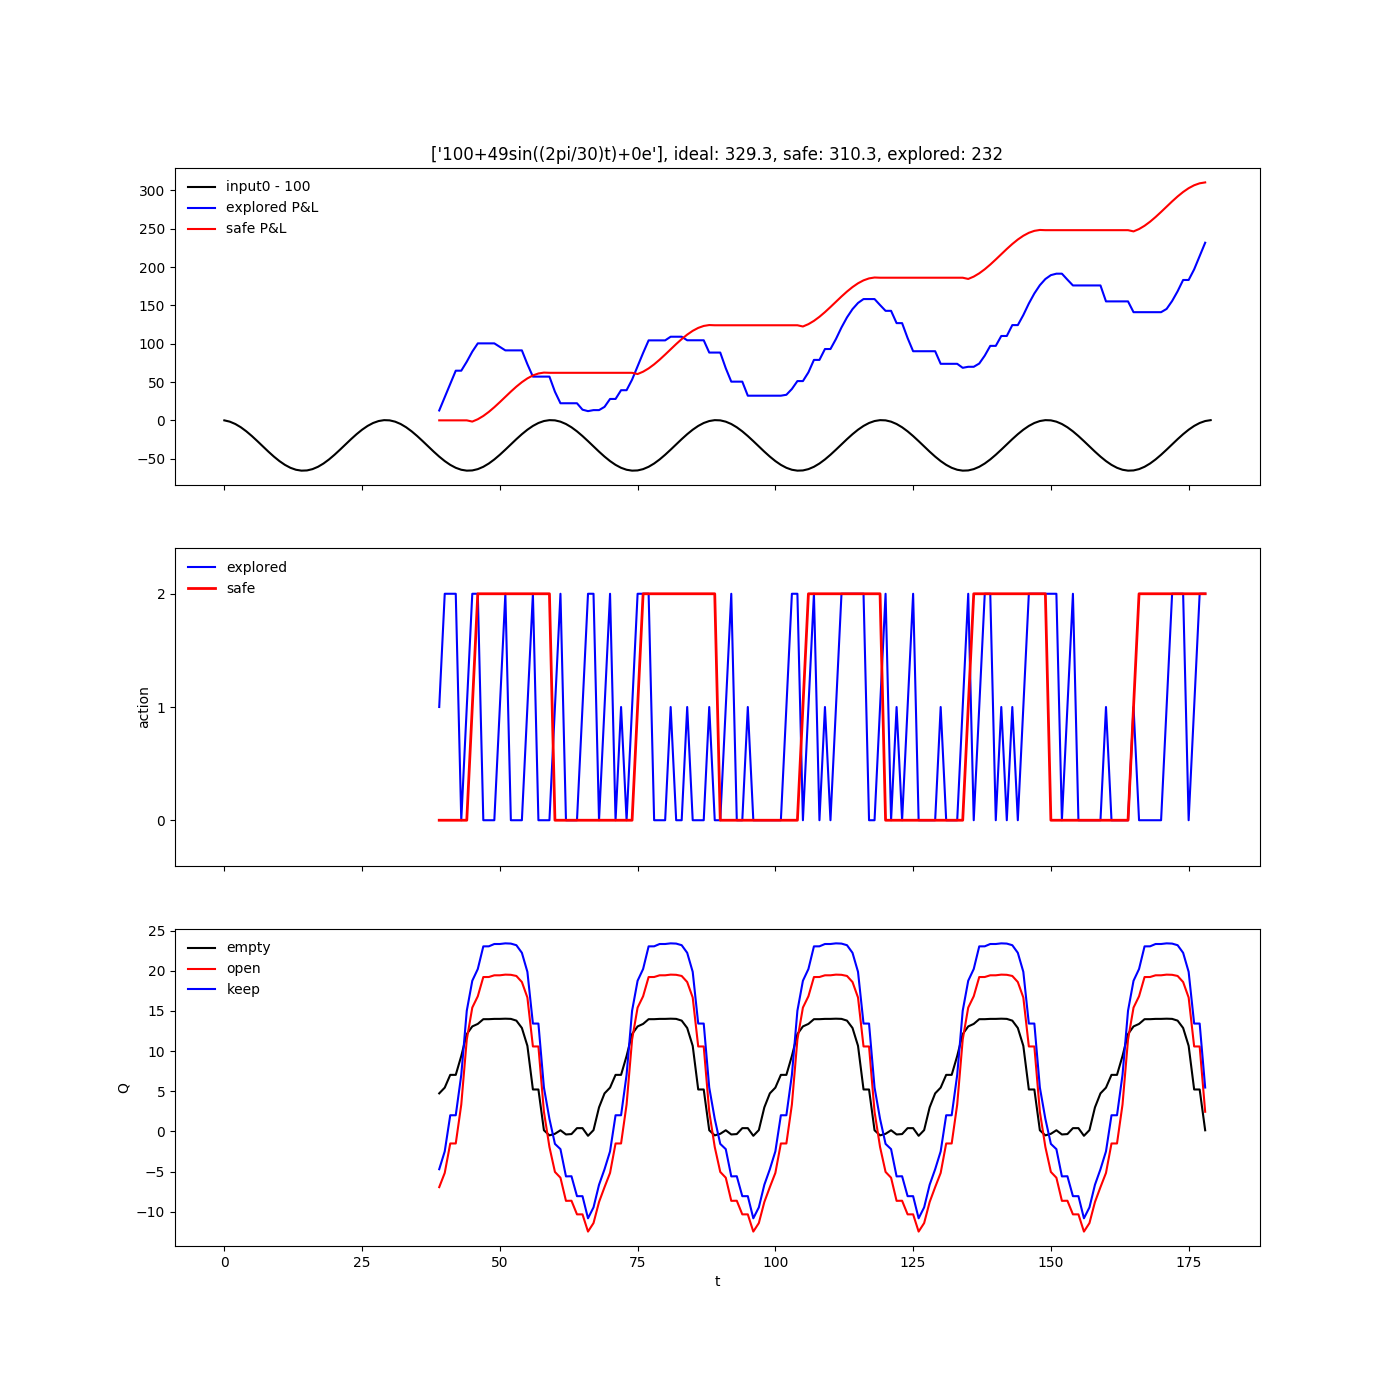 ['100+49sin((2pi/30)t)+0e'], ideal: 329.3, safe: 310.3, explored: 232
300
250
200
150
100
50
0
−50
input0 - 100
explored P&L
safe P&L
action
2
1
0
explored
safe
Q
25
20
15
10
5
0
−5
−10
empty
open
keep
0 25 50 75 100 125 150 175
t